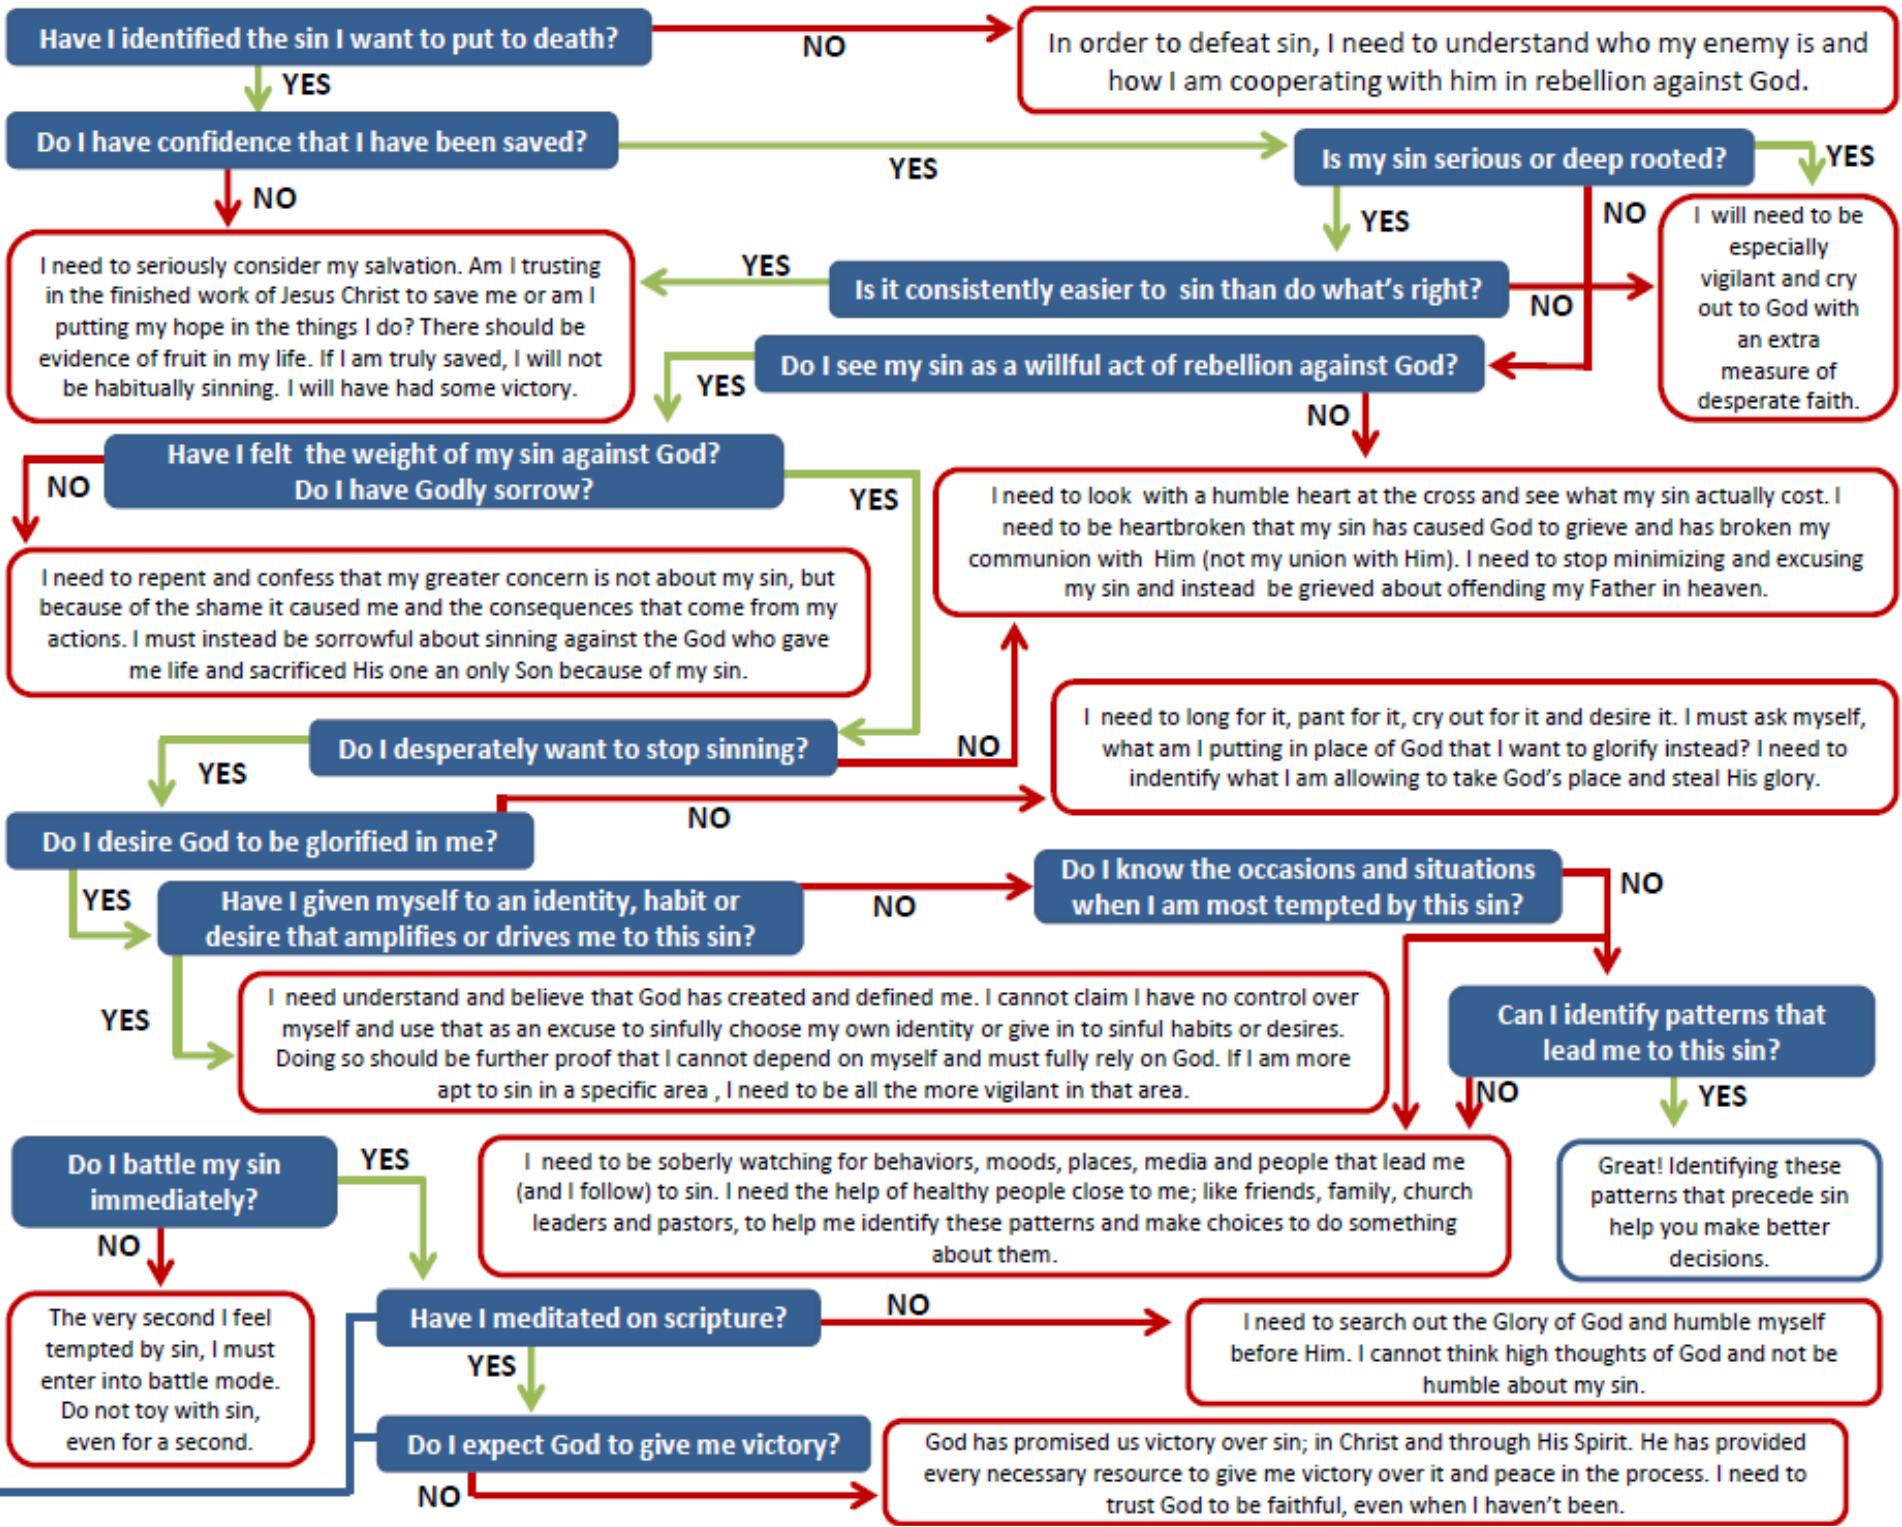 Have I identified the sin I want to put to death?
NO
In order to defeat sin, I need to understand who my enemy is and
how I am cooperating with him in rebellion against God.
YES
Do I have confidence that I have been saved?
YES
Is my sin serious or deep rooted?
YES
NO
YES
NO
I will need to be
especially
vigilant and cry
out to God with
an extra
measure of
desperate faith.
I need to seriously consider my salvation. Am I trusting
in the finished work of Jesus Christ to save me or am I
putting my hope in the things I do? There should be
evidence of fruit in my life. If I am truly saved, I will not
be habitually sinning. I will have had some victory.
YES
Is it consistently easier to sin than do what's right?
NO
Do I see my sin as a willful act of rebellion against God?
YES
NO
Have I felt the weight of my sin against God?
Do I have Godly sorrow?
NO
YES
I need to look with a humble heart at the cross and see what my sin actually cost. I
need to be heartbroken that my sin has caused God to grieve and has broken my
communion with Him (not my union with Him). I need to stop minimizing and excusing
my sin and instead be grieved about offending my Father in heaven.
I need to repent and confess that my greater concern is not about my sin, but
because of the shame it caused me and the consequences that come from my
actions. I must instead be sorrowful about sinning against the God who gave
me life and sacrificed His one an only Son because of my sin.
Do I desperately want to stop sinning?
NO
YES
I need to long for it, pant for it, cry out for it and desire it. I must ask myself,
what am I putting in place of God that I want to glorify instead? I need to
indentify what I am allowing to take God's place and steal His glory.
NO
Do I desire God to be glorified in me?
YES
Have I given myself to an identity, habit or
desire that amplifies or drives me to this sin?
NO
Do I know the occasions and situations
when I am most tempted by this sin?
NO
YES
I need understand and believe that God has created and defined me. I cannot claim I have no control over
myself and use that as an excuse to sinfully choose my own identity or give in to sinful habits or desires.
Doing so should be further proof that I cannot depend on myself and must fully rely on God. If I am more
apt to sin in a specific area , I need to be all the more vigilant in that area.
Can I identify patterns that
lead me to this sin?
NO
YES
Do I battle my sin
immediately?
YES
NO
I need to be soberly watching for behaviors, moods, places, media and people that lead me
(and I follow) to sin. I need the help of healthy people close to me; like friends, family, church
leaders and pastors, to help me identify these patterns and make choices to do something
about them.
Great! Identifying these
patterns that precede sin
help you make better
decisions.
The very second I feel
tempted by sin, I must
enter into battle mode.
Do not toy with sin,
even for a second.
Have I meditated on scripture?
NO
YES
I need to search out the Glory of God and humble myself
before Him. I cannot think high thoughts of God and not be
humble about my sin.
Do I expect God to give me victory?
NO
God has promised us victory over sin; in Christ and through His Spirit. He has provided
every necessary resource to give me victory over it and peace in the process. I need to
trust God to be faithful, even when I haven't been.